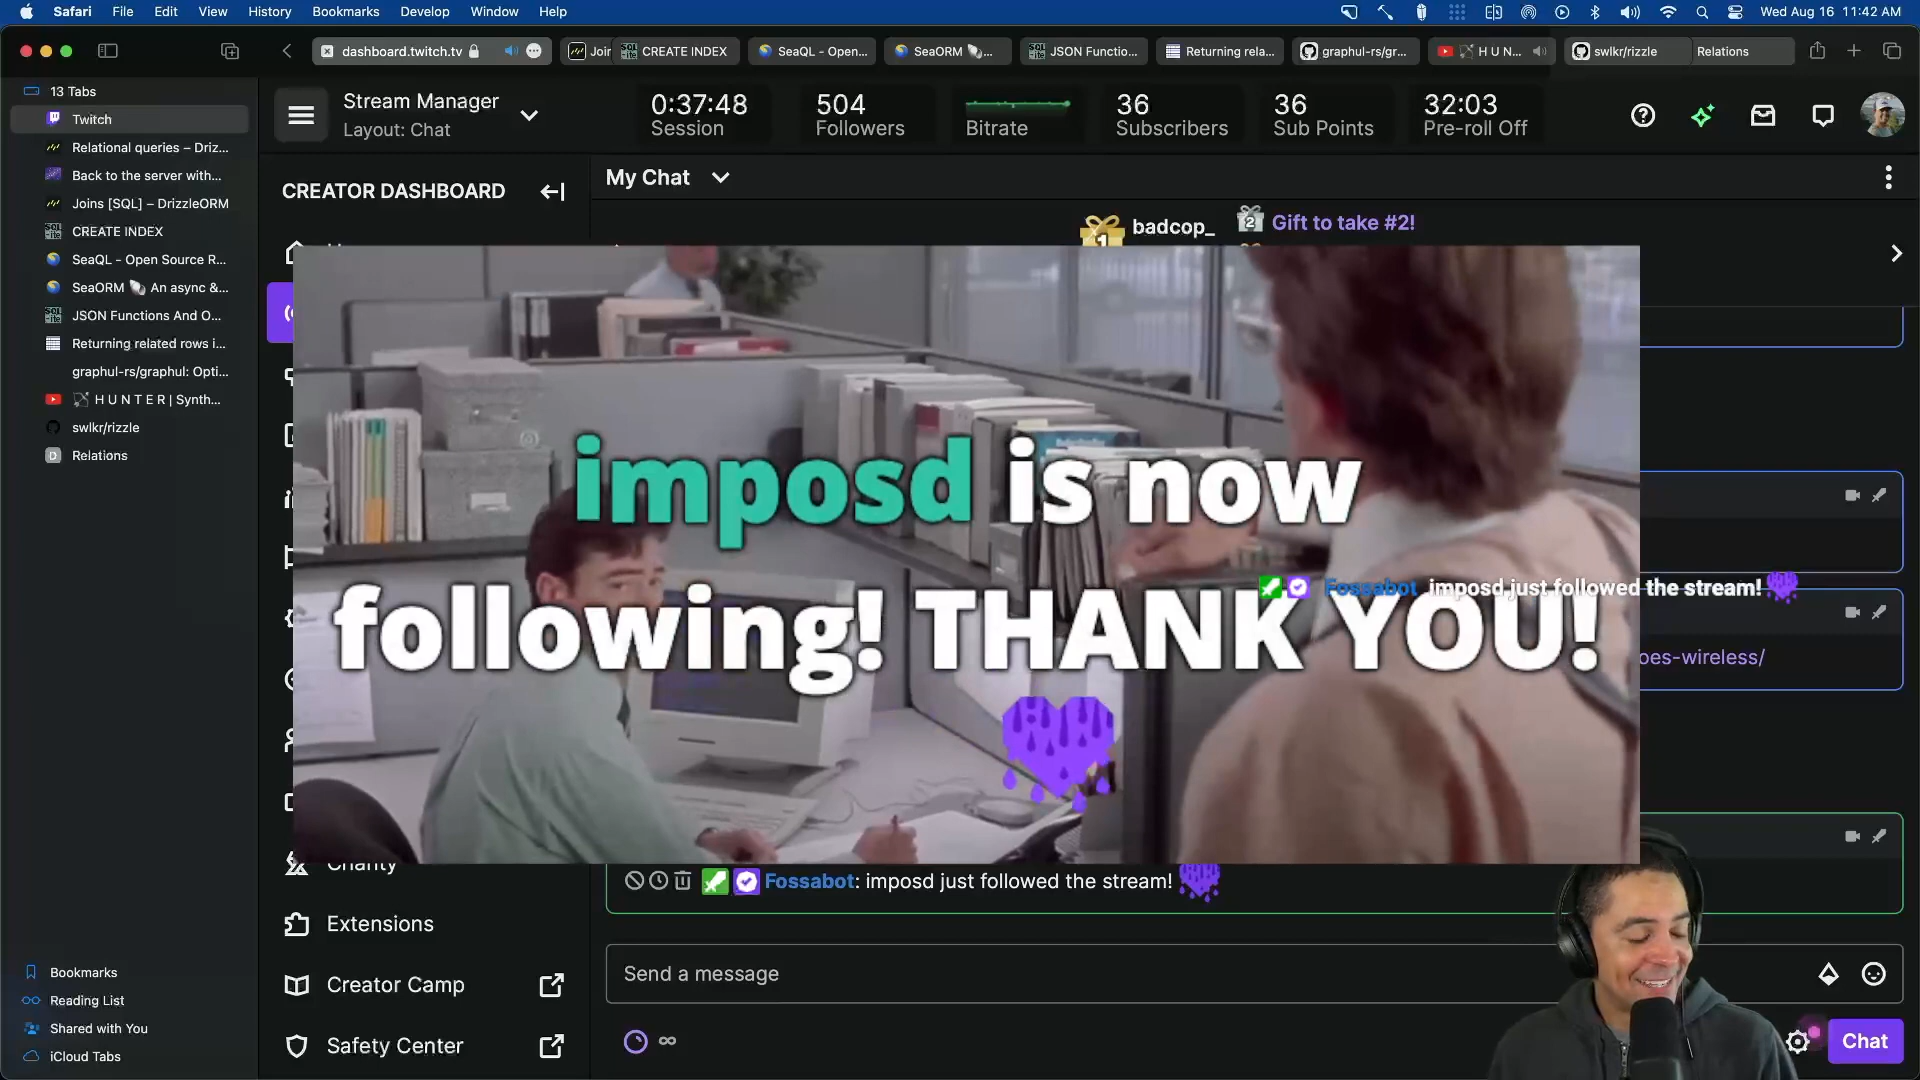 Safari File Edit View History Bookmarks Develop Window Help Wed Aug 16 11:42 AM
dashboard.twitch.tv Joir CREATE INDEX SeaQL - Open... SeaORM ... JSON Functio... Returning rela... graphul-rs/gr... H U N... swlkr/rizzle Relations
13 Tabs
Twitch
Relational queries – Driz...
Back to the server with...
Joins [SQL] – DrizzleORM
CREATE INDEX
SeaQL - Open Source R...
SeaORM An async &...
JSON Functions And O...
Returning related rows i...
graphul-rs/graphul: Opti...
H U N T E R | Synth...
swlkr/rizzle
Relations
Bookmarks
Reading List
Shared with You
iCloud Tabs
Stream Manager
Layout: Chat
0:37:48
Session
504
Followers
Bitrate
36
Subscribers
36
Sub Points
32:03
Pre-roll Off
CREATOR DASHBOARD
My Chat
1 badcop_ 2 Gift to take #2!
imposd is now
following! THANK YOU!
Fossabot imposd just followed the stream!
oes-wireless/
Charity
Extensions
Creator Camp
Safety Center
Fossabot: imposd just followed the stream!
Send a message
Chat